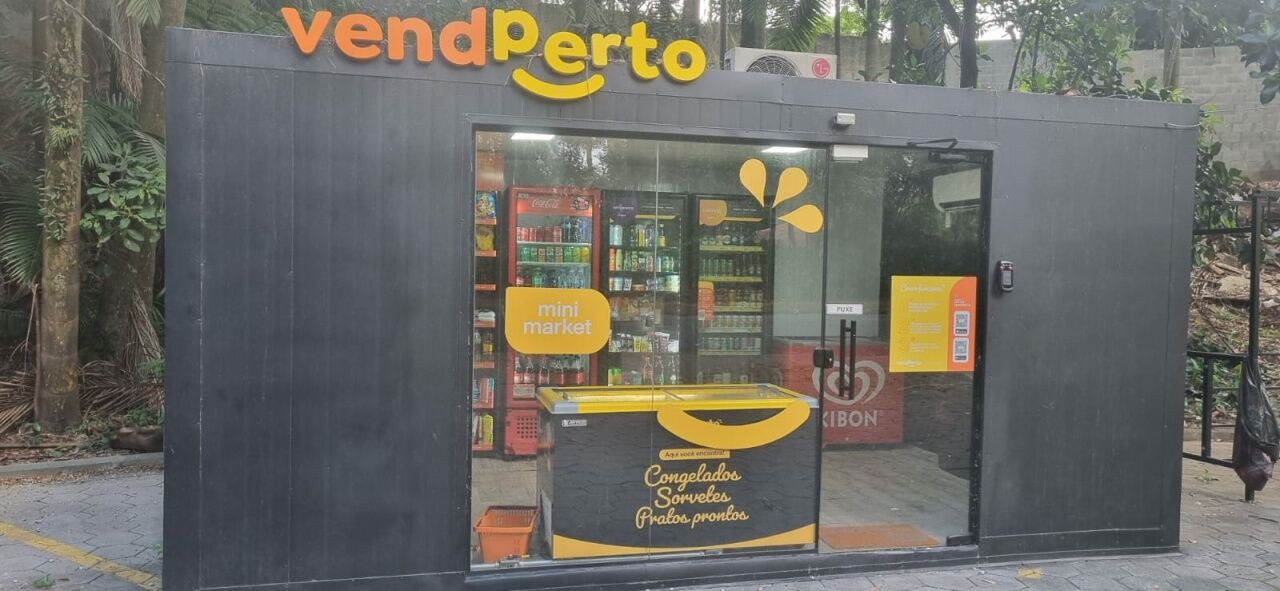 vendperto
LG
Coca-Cola
mini
market
PUXE
Como funciona?
KIBON
Aqui você encontra!
Congelados
Sorvetes
Pratos prontos